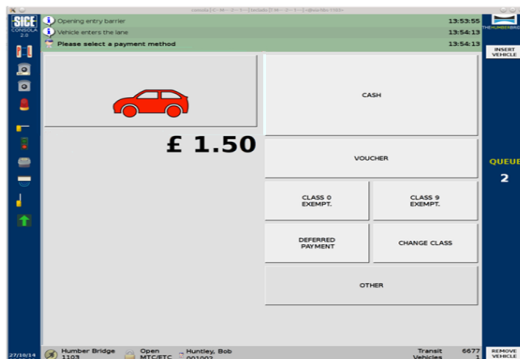 SICE
CONSOLA
2.0
Opening entry barrier
13:53:55
Vehicle enters the lane
13:54:13
Please select a payment method
13:54:13
INSERT
VEHICLE
£ 1.50
CASH
VOUCHER
CLASS 0
EXEMPT.
CLASS 9
EXEMPT.
DEFERRED
PAYMENT
CHANGE CLASS
OTHER
QUEUE
2
27/10/14
Humber Bridge
1103
Open
MTC/ETC
Huntley, Bob
001002
Transit
6677
Vehicles
1
REMOVE
VEHICLE